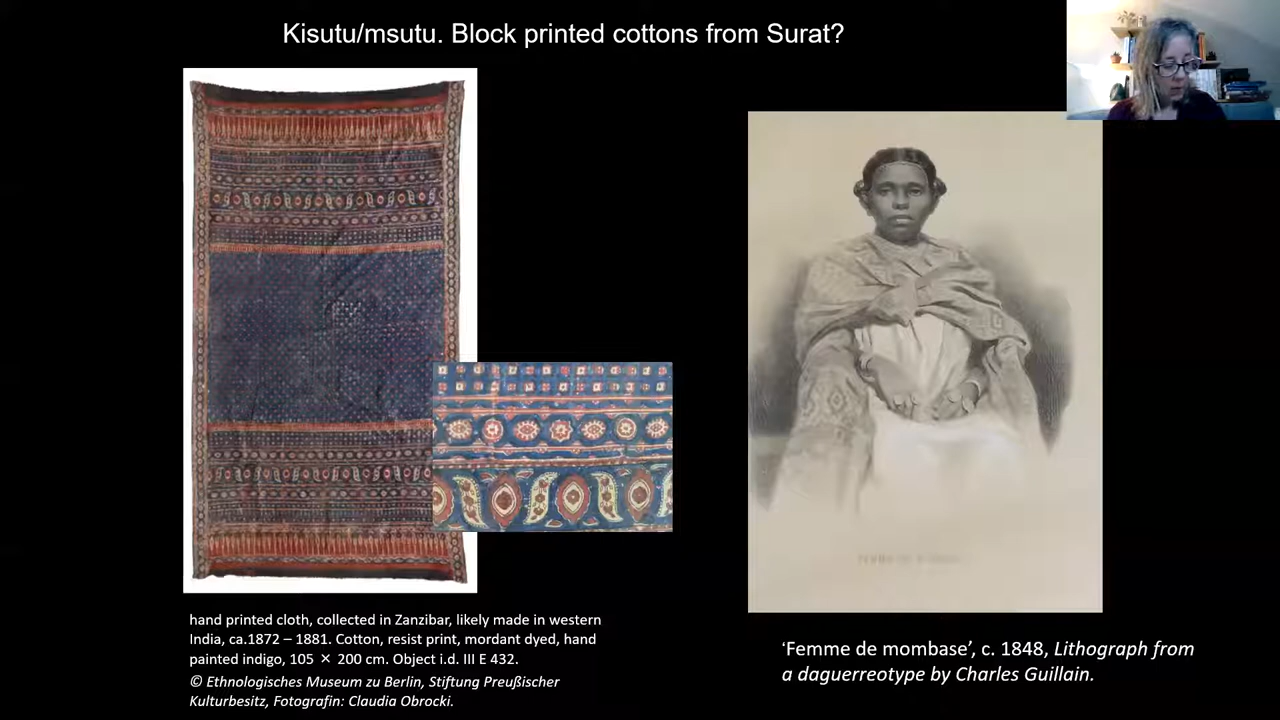 Kisutu/msutu. Block printed cottons from Surat?
hand printed cloth, collected in Zanzibar, likely made in western
India, ca.1872 – 1881. Cotton, resist print, mordant dyed, hand
painted indigo, 105 × 200 cm. Object i.d. III E 432.
© Ethnologisches Museum zu Berlin, Stiftung Preußischer
Kulturbesitz, Fotografin: Claudia Obrocki.
‘Femme de mombase’, c. 1848, Lithograph from
a daguerreotype by Charles Guillain.